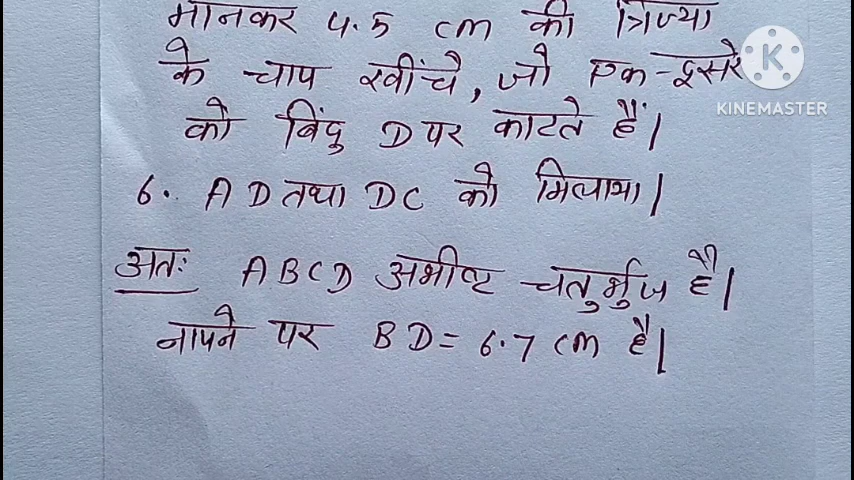 मानकर 4.5 cm की त्रिज्या
के चाप खींचे, जो एक-दूसरे
को बिंदु D पर काटते हैं।
6. AD तथा DC को मिलाया।
अतः ABCD अभीष्ट चतुर्भुज है।
नापने पर BD = 6.7 cm है।
K
KINEMASTER